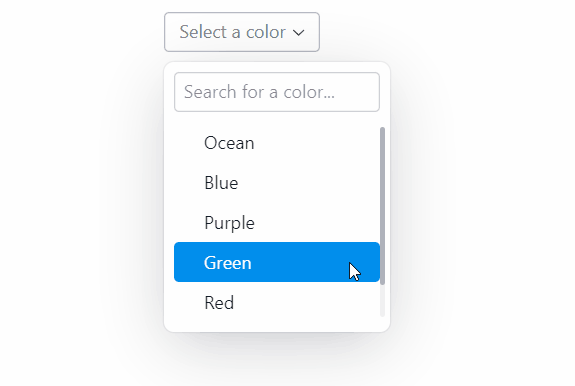 Select a color
Search for a color...
Ocean
Blue
Purple
Green
Red